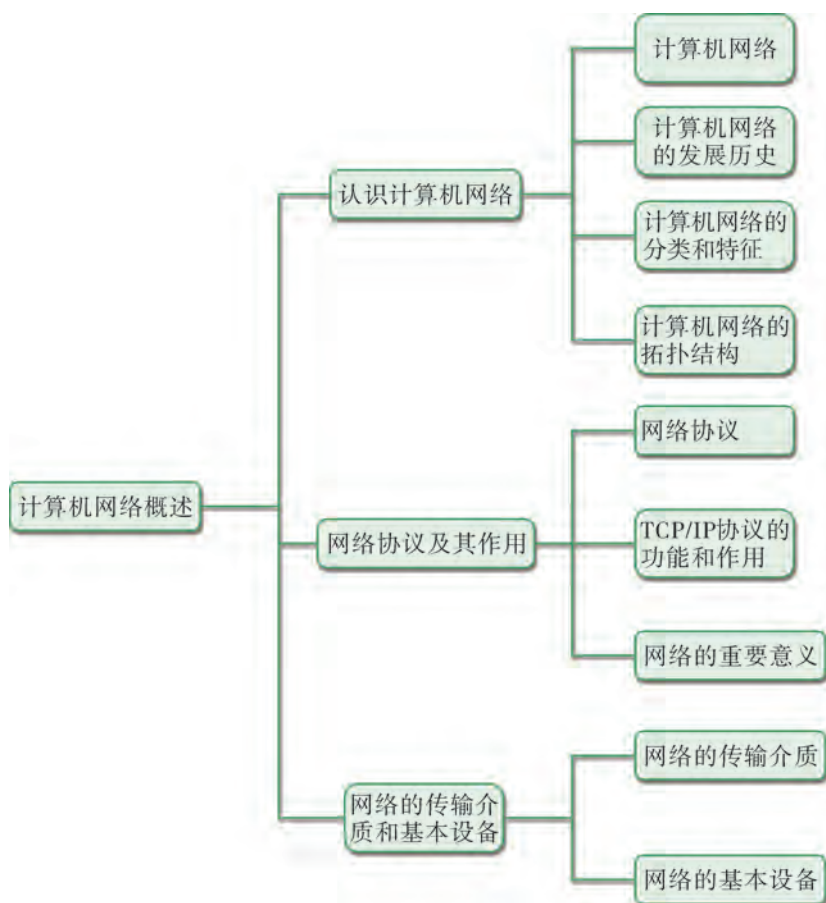 计算机网络概述
认识计算机网络
计算机网络
计算机网络
的发展历史
计算机网络的
分类和特征
计算机网络的
拓扑结构
网络协议及其作用
网络协议
TCP/IP协议的
功能和作用
网络的重要意义
网络的传输介
质和基本设备
网络的传输介质
网络的基本设备